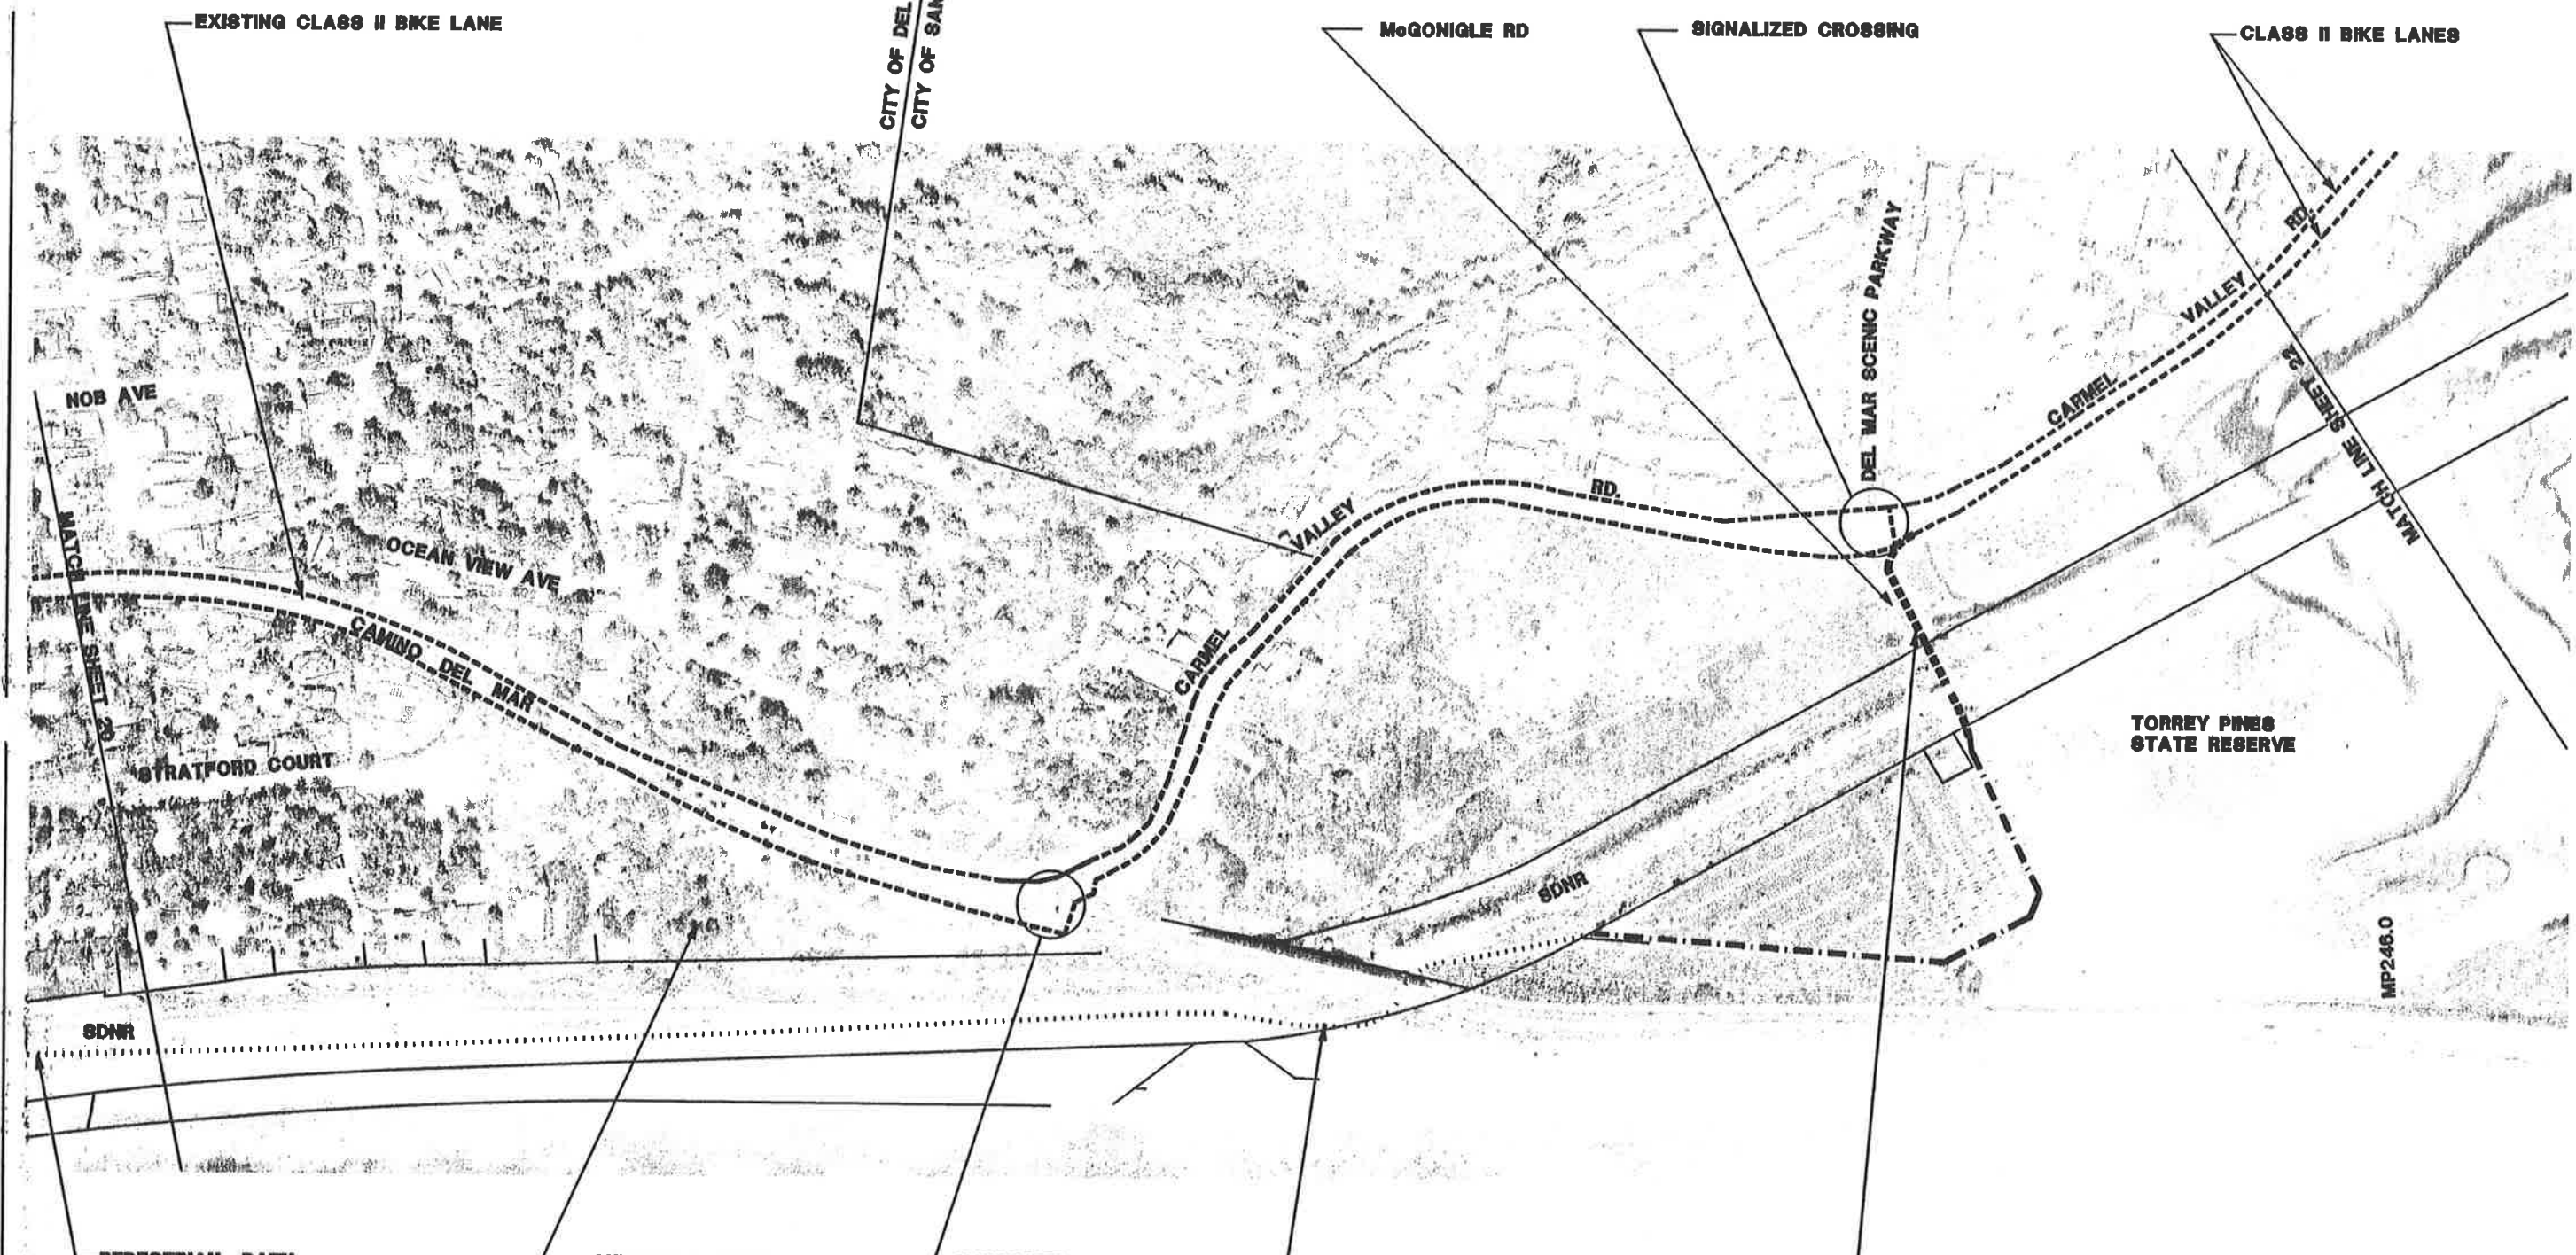 EXISTING CLASS II BIKE LANE
CITY OF DEL
CITY OF SAN
McGONIGLE RD
SIGNALIZED CROSSING
CLASS II BIKE LANES
NOB AVE
MATCH LINE SHEET 20
OCEAN VIEW AVE
CAMINO DEL MAR
STRATFORD COURT
CARMEL VALLEY RD.
DEL MAR SCENIC PARKWAY
CARMEL VALLEY RD.
MATCH LINE SHEET 22
TORREY PINES
STATE RESERVE
SDNR
SDNR
MP246.0
PEDESTRIAN PATH